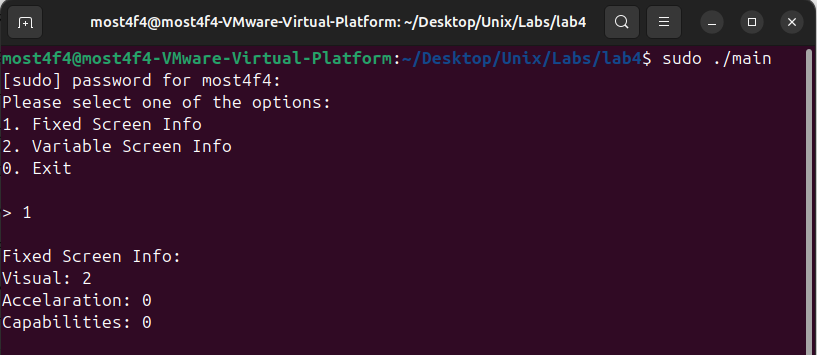 most4f4@most4f4-VMware-Virtual-Platform: ~/Desktop/Unix/Labs/lab4
most4f4@most4f4-VMware-Virtual-Platform:~/Desktop/Unix/Labs/lab4$ sudo ./main
[sudo] password for most4f4:
Please select one of the options:
1. Fixed Screen Info
2. Variable Screen Info
0. Exit
> 1
Fixed Screen Info:
Visual: 2
Accelaration: 0
Capabilities: 0